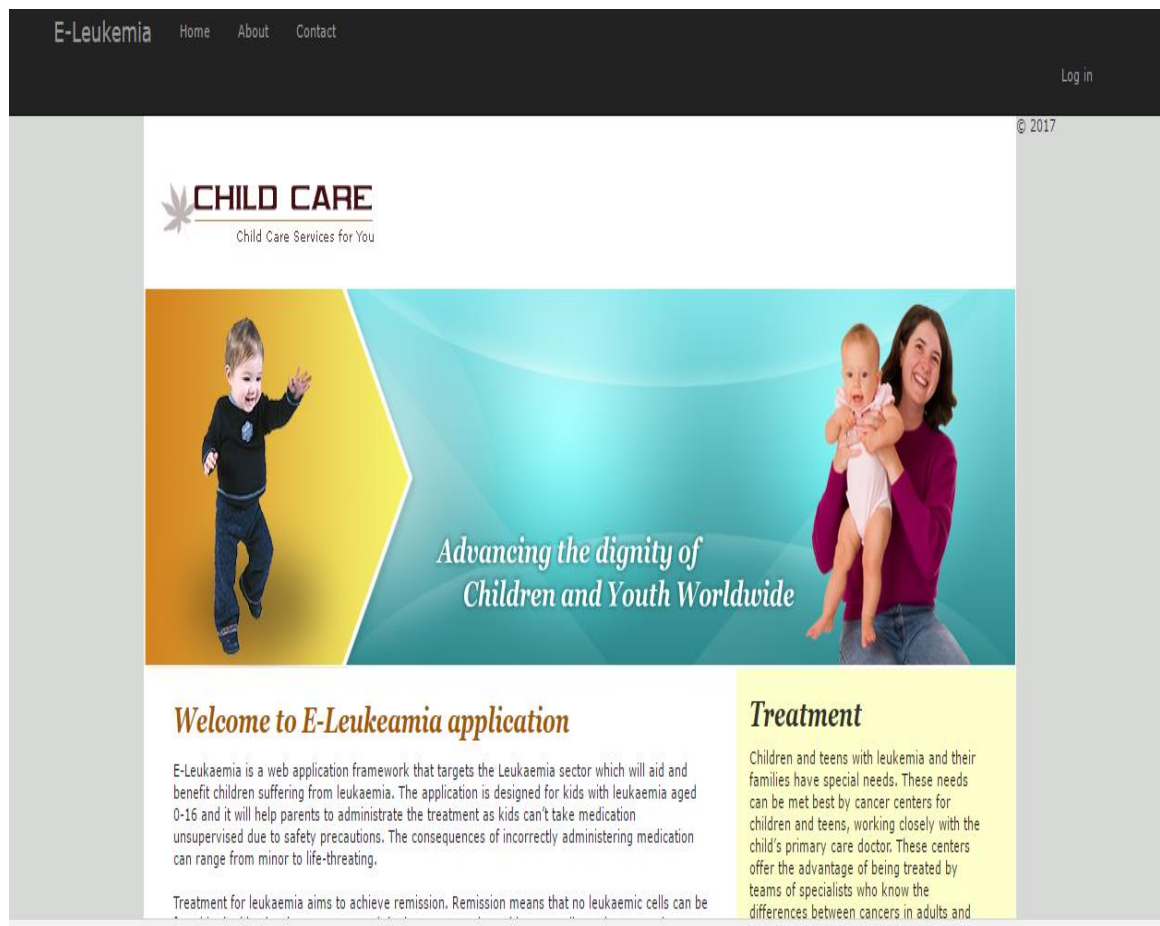 E-Leukemia Home About Contact
Log in
© 2017
CHILD CARE
Child Care Services for You
Advancing the dignity of
Children and Youth Worldwide
Welcome to E-Leukeamia application
E-Leukaemia is a web application framework that targets the Leukaemia sector which will aid and
benefit children suffering from leukaemia. The application is designed for kids with leukaemia aged
0-16 and it will help parents to administrate the treatment as kids can't take medication
unsupervised due to safety precautions. The consequences of incorrectly administering medication
can range from minor to life-threating.
Treatment for leukaemia aims to achieve remission. Remission means that no leukaemic cells can be
Treatment
Children and teens with leukemia and their
families have special needs. These needs
can be met best by cancer centers for
children and teens, working closely with the
child's primary care doctor. These centers
offer the advantage of being treated by
teams of specialists who know the
differences between cancers in adults and